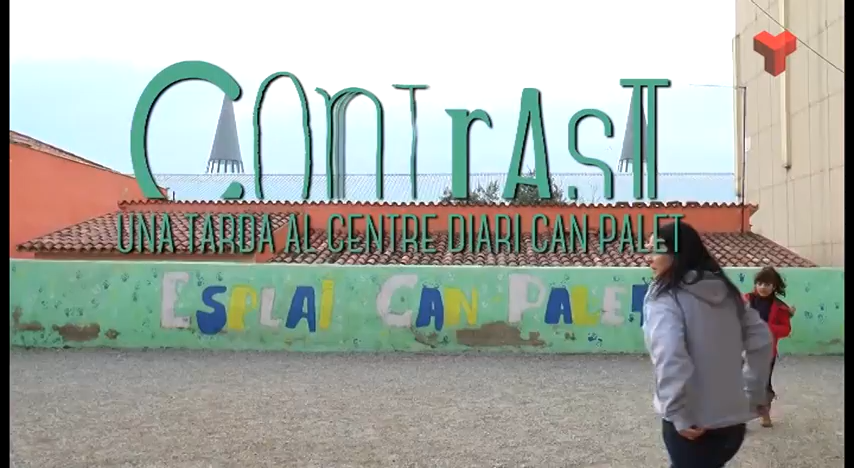 CONTRAST
UNA TARDA AL CENTRE DIARI CAN PALET
ESPLAI CAN PALET